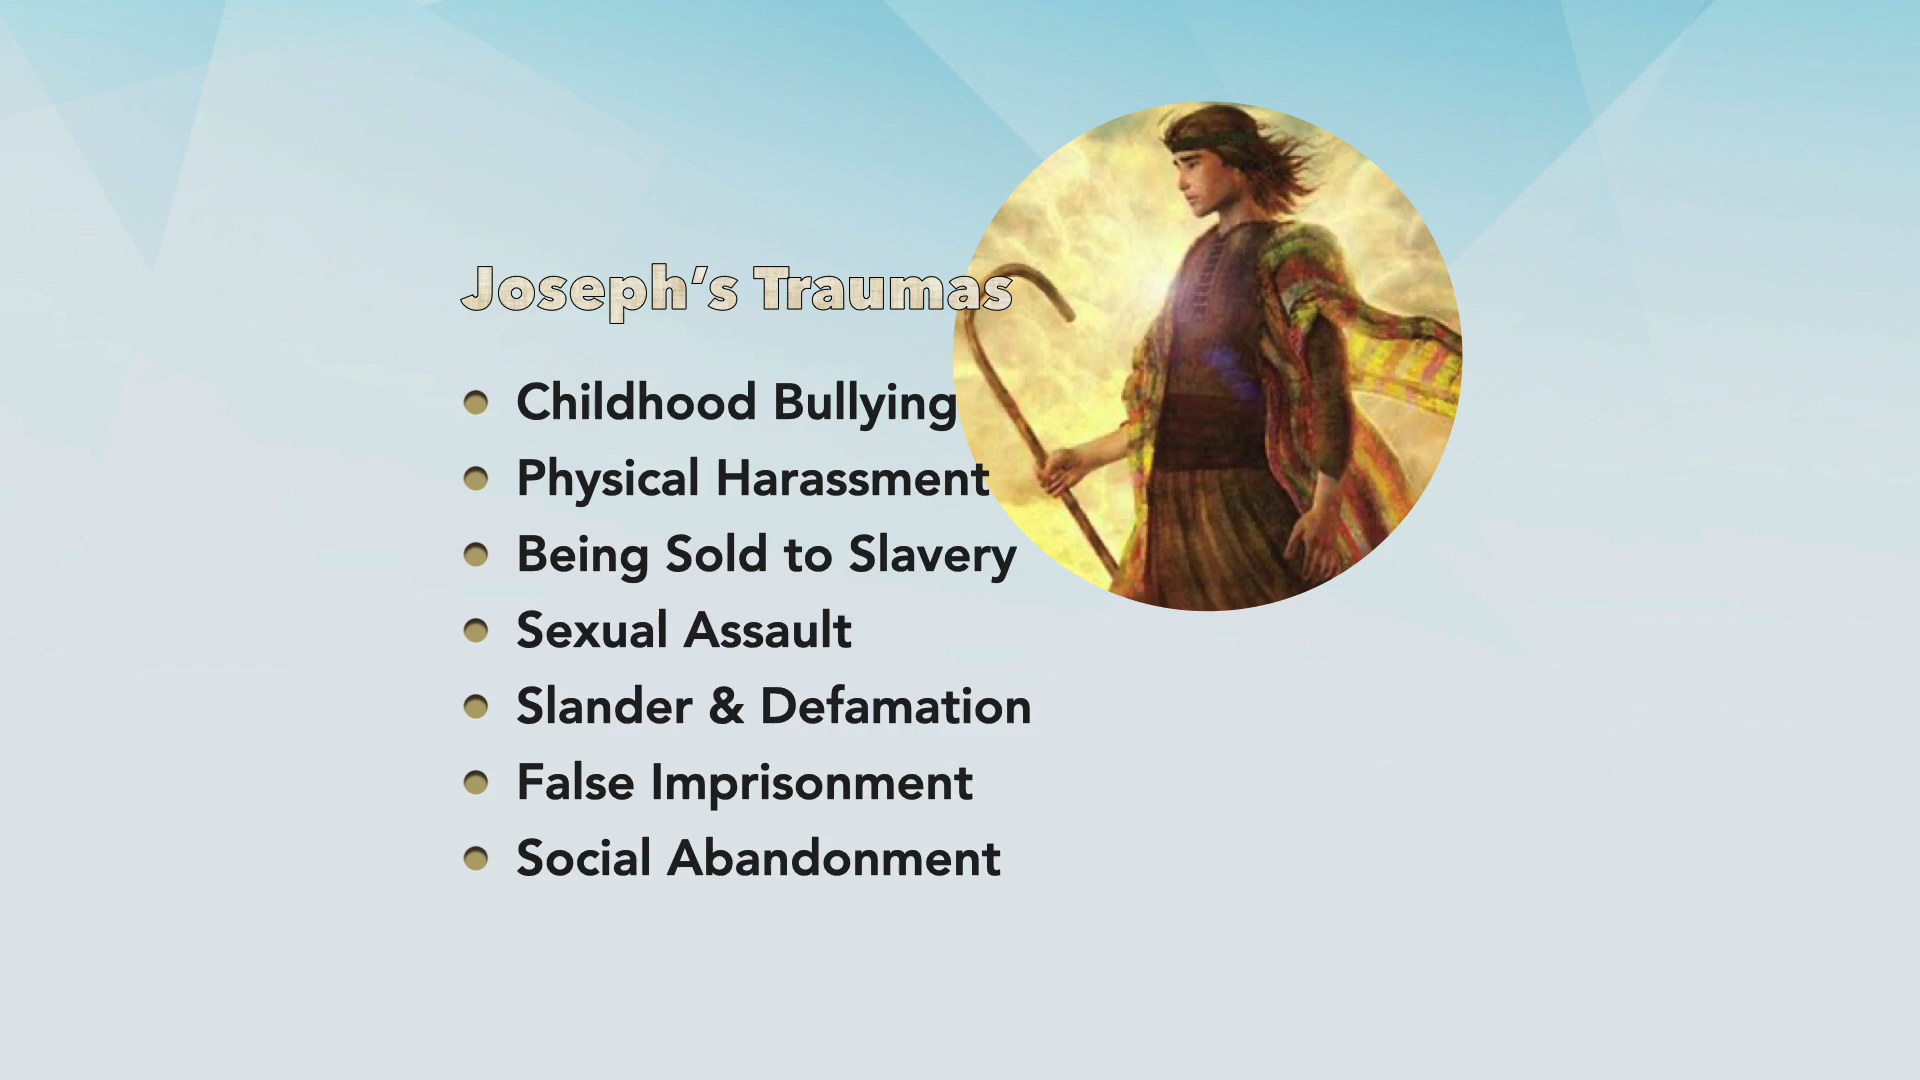 Joseph’s Traumas
Childhood Bullying
Physical Harassment
Being Sold to Slavery
Sexual Assault
Slander & Defamation
False Imprisonment
Social Abandonment